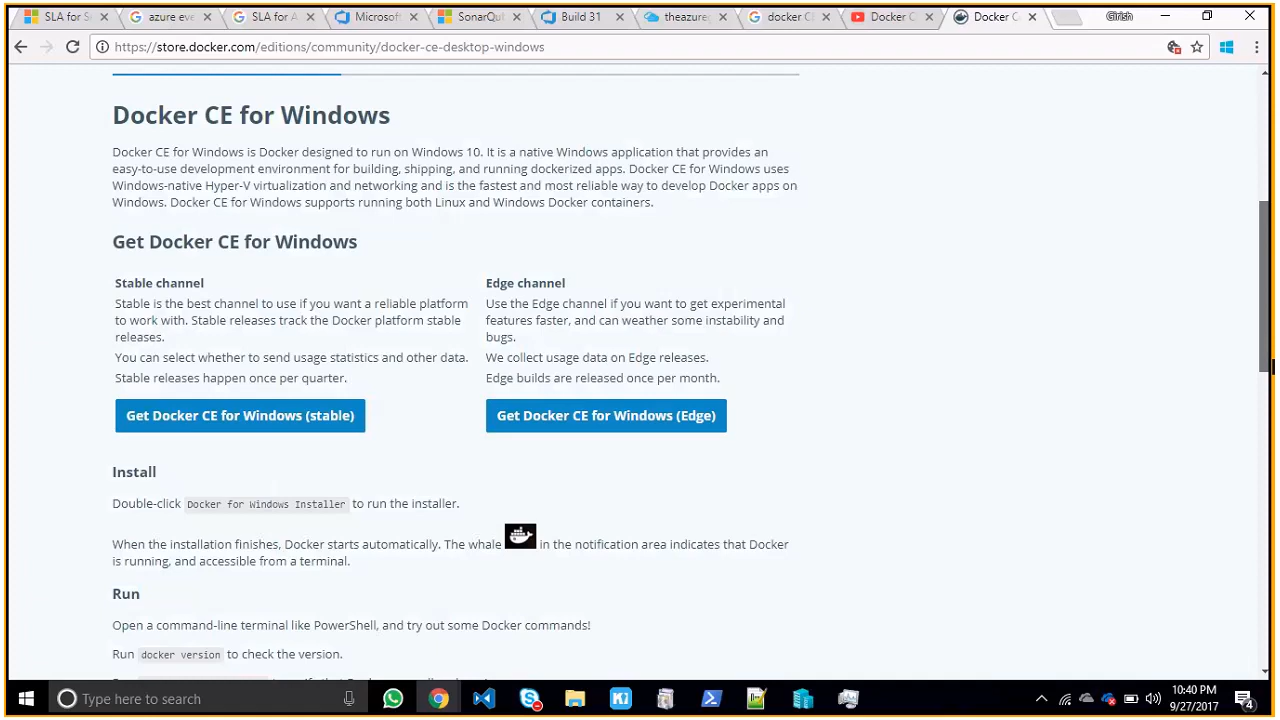 SLA for S
azure eve
SLA for A
Microsof
SonarQu
Build 31
theazure
docker C
Docker C
Docker C
Girish
https://store.docker.com/editions/community/docker-ce-desktop-windows
Docker CE for Windows
Docker CE for Windows is Docker designed to run on Windows 10. It is a native Windows application that provides an
easy-to-use development environment for building, shipping, and running dockerized apps. Docker CE for Windows uses
Windows-native Hyper-V virtualization and networking and is the fastest and most reliable way to develop Docker apps on
Windows. Docker CE for Windows supports running both Linux and Windows Docker containers.
Get Docker CE for Windows
Stable channel
Stable is the best channel to use if you want a reliable platform
to work with. Stable releases track the Docker platform stable
releases.
You can select whether to send usage statistics and other data.
Stable releases happen once per quarter.
Get Docker CE for Windows (stable)
Edge channel
Use the Edge channel if you want to get experimental
features faster, and can weather some instability and
bugs.
We collect usage data on Edge releases.
Edge builds are released once per month.
Get Docker CE for Windows (Edge)
Install
Double-click Docker for Windows Installer to run the installer.
When the installation finishes, Docker starts automatically. The whale in the notification area indicates that Docker
is running, and accessible from a terminal.
Run
Open a command-line terminal like PowerShell, and try out some Docker commands!
Run docker version to check the version.
Type here to search
10:40 PM
9/27/2017
4